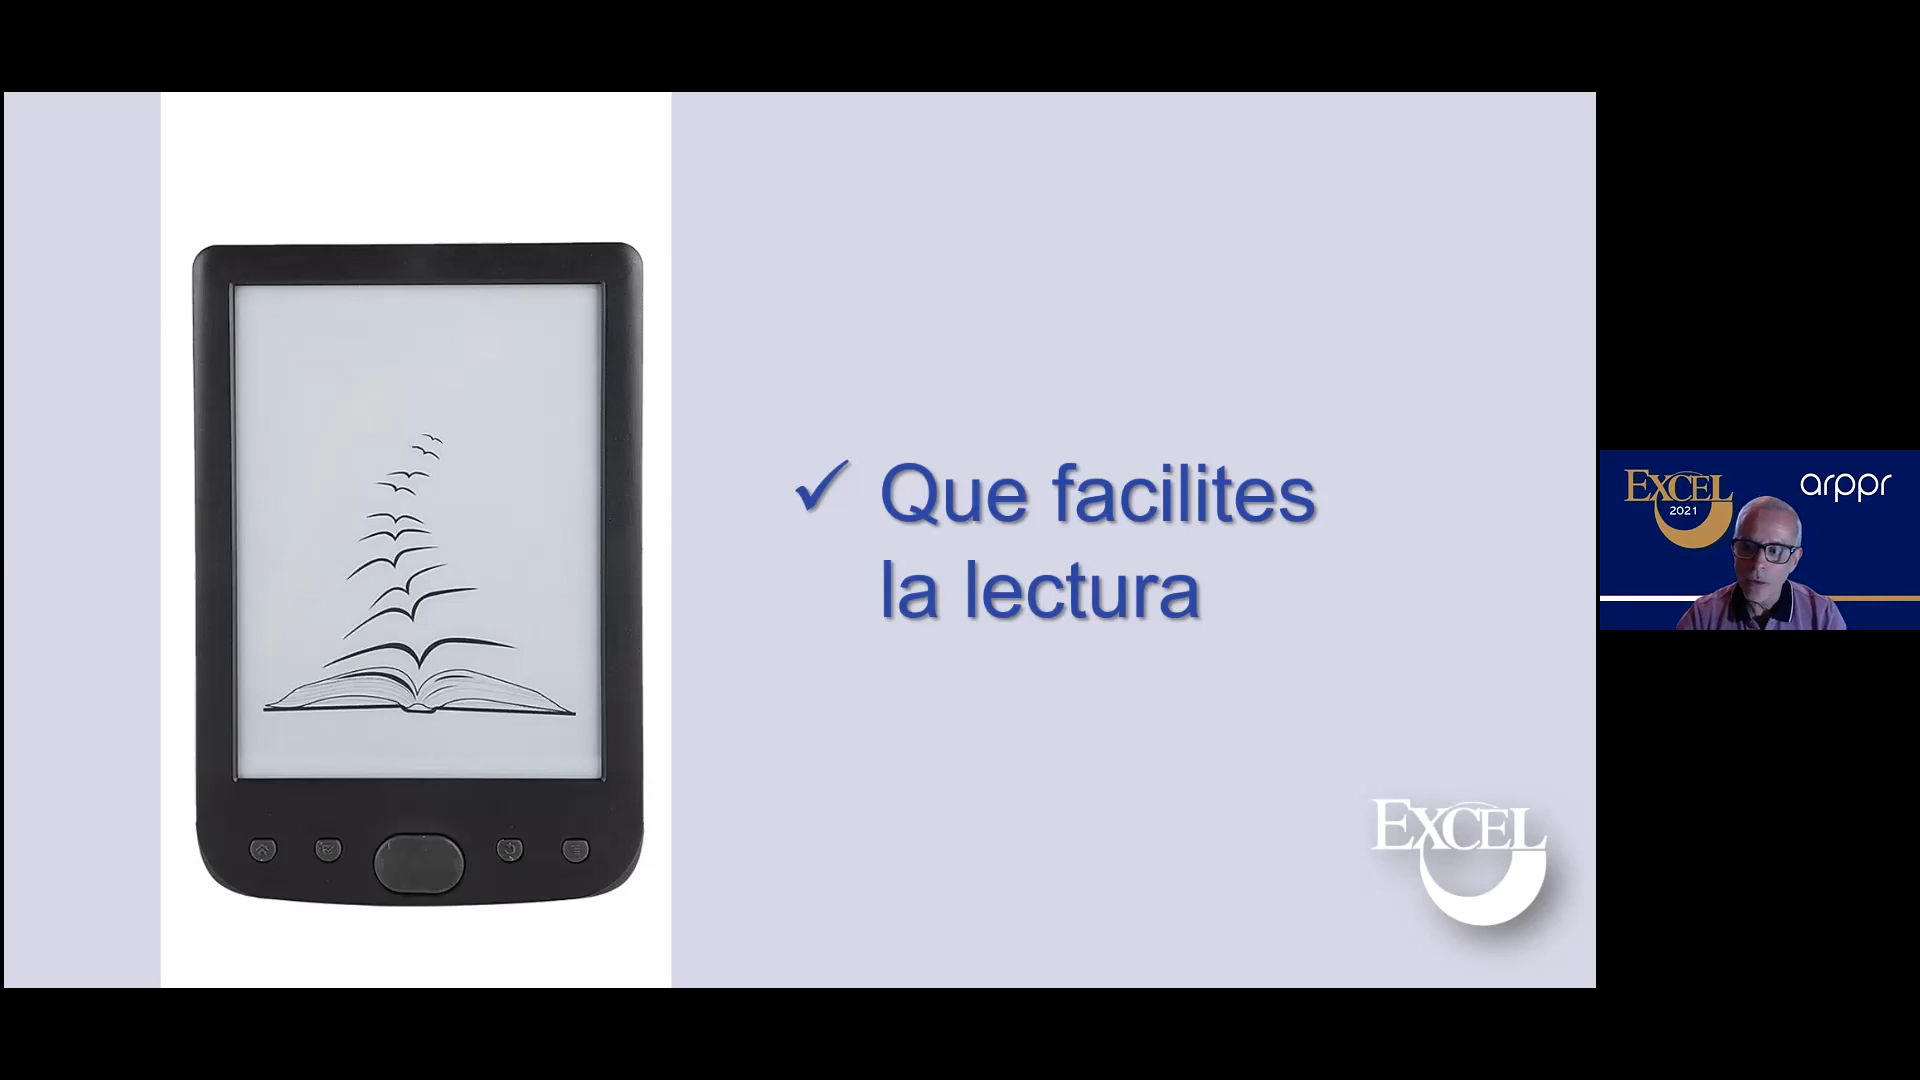 ✓ Que facilites
la lectura
EXCEL
EXCEL
2021
arppr